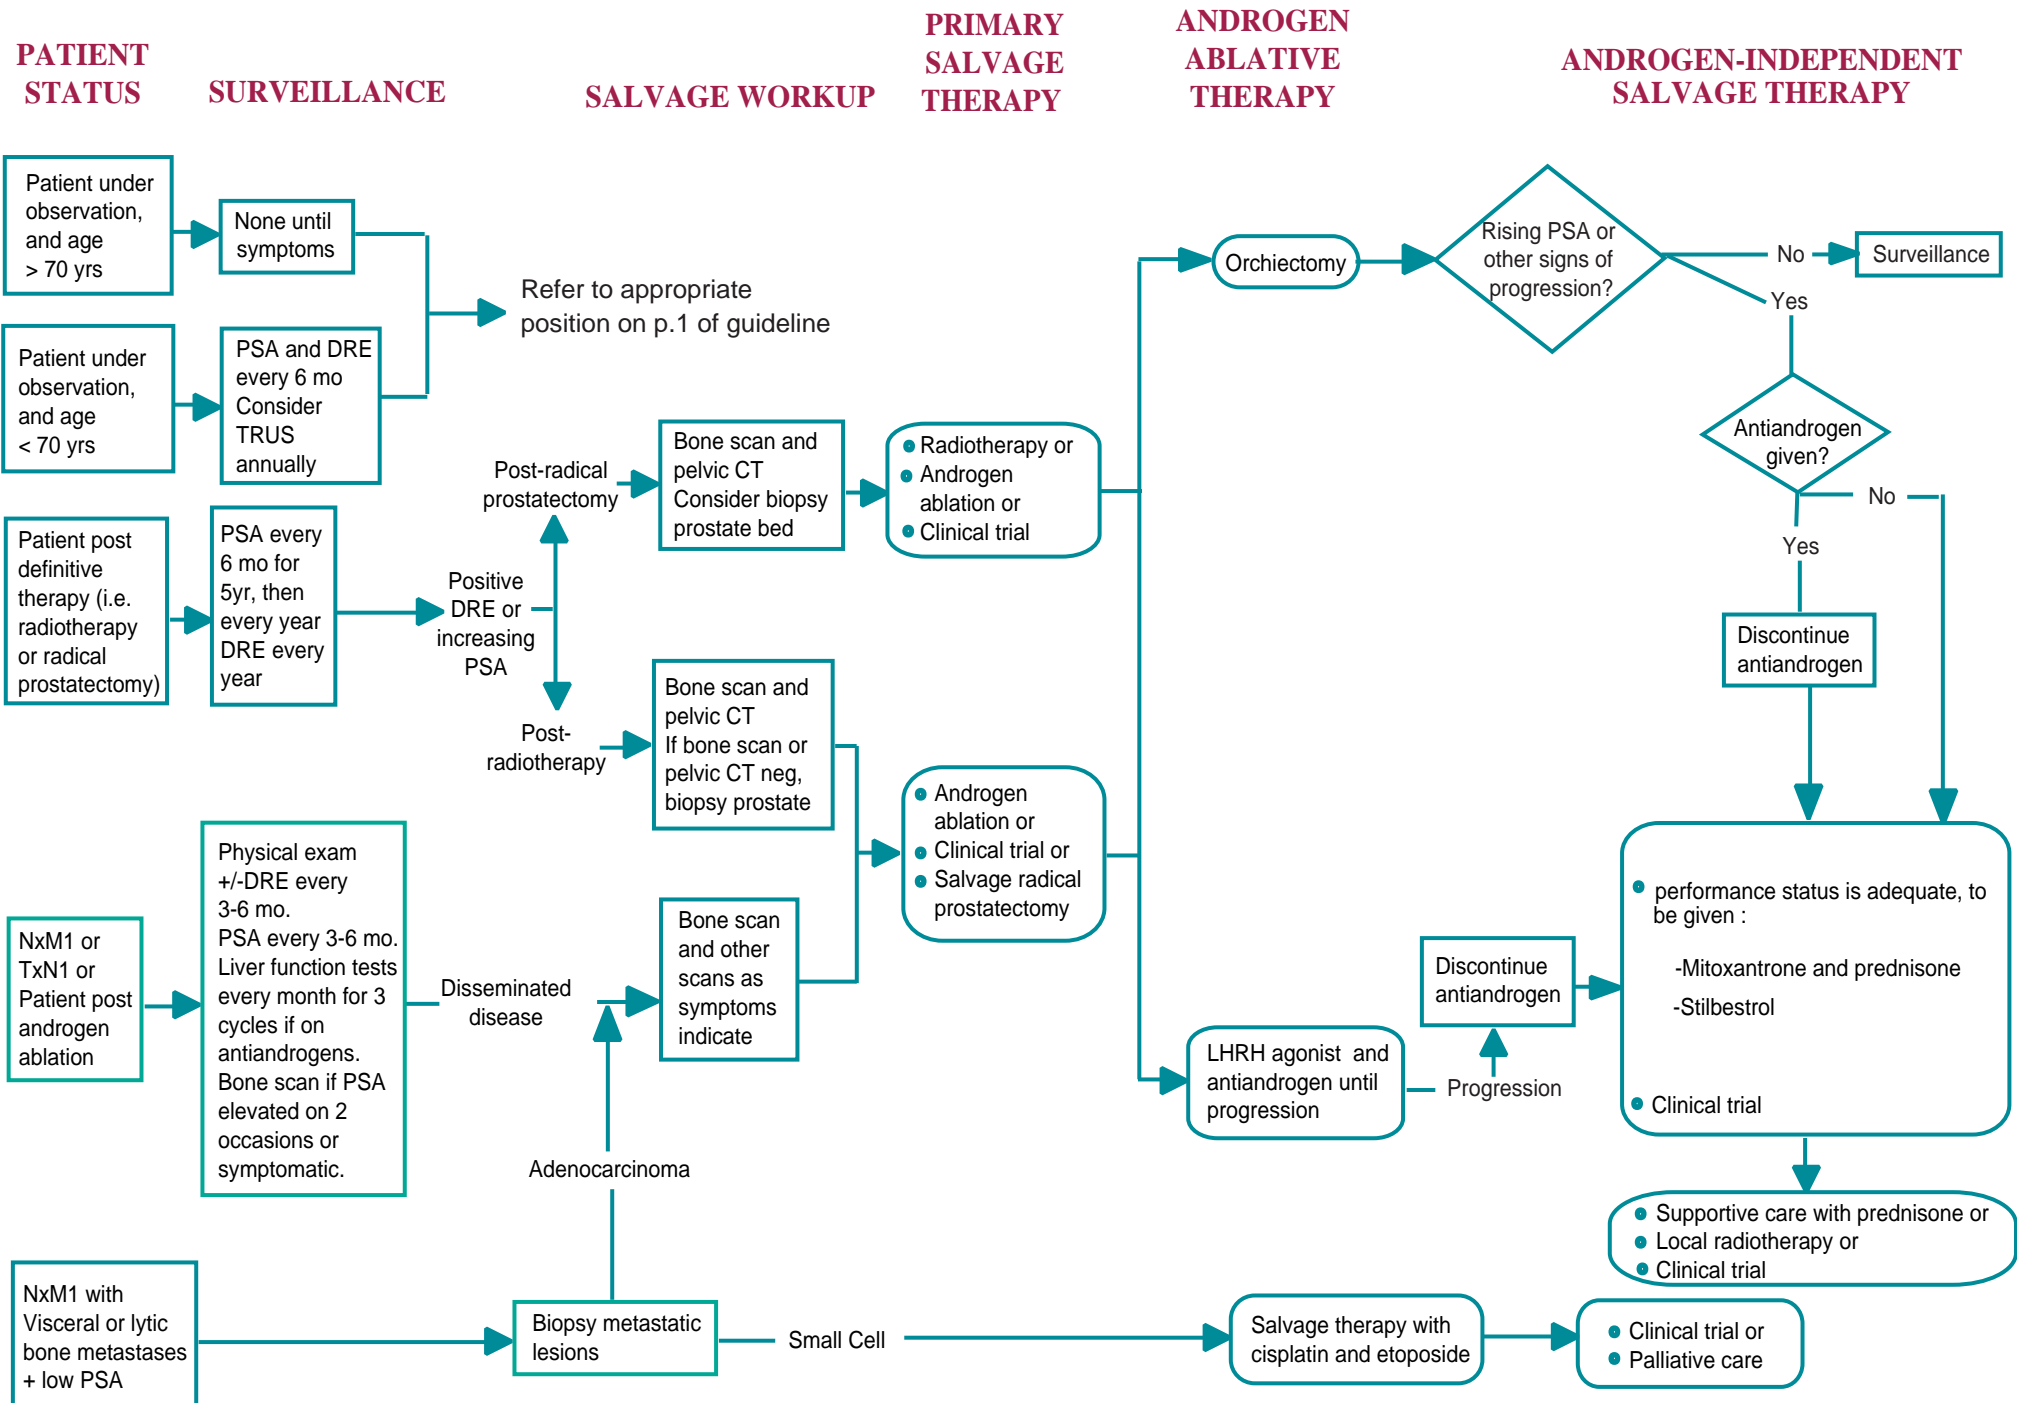 PATIENT
STATUS
SURVEILLANCE
SALVAGE WORKUP
PRIMARY
SALVAGE
THERAPY
ANDROGEN
ABLATIVE
THERAPY
ANDROGEN-INDEPENDENT
SALVAGE THERAPY
Patient under
observation,
and age
> 70 yrs
None until
symptoms
Refer to appropriate
position on p.1 of guideline
Patient under
observation,
and age
< 70 yrs
PSA and DRE
every 6 mo
Consider
TRUS
annually
Patient post
definitive
therapy (i.e.
radiotherapy
or radical
prostatectomy)
PSA every
6 mo for
5yr, then
every year
DRE every
year
Positive
DRE or
increasing
PSA
Post-radical
prostatectomy
Bone scan and
pelvic CT
Consider biopsy
prostate bed
Radiotherapy or
Androgen
ablation or
Clinical trial
Post-
radiotherapy
Bone scan and
pelvic CT
If bone scan or
pelvic CT neg,
biopsy prostate
Androgen
ablation or
Clinical trial or
Salvage radical
prostatectomy
NxM1 or
TxN1 or
Patient post
androgen
ablation
Physical exam
+/-DRE every
3-6 mo.
PSA every 3-6 mo.
Liver function tests
every month for 3
cycles if on
antiandrogens.
Bone scan if PSA
elevated on 2
occasions or
symptomatic.
Disseminated
disease
Bone scan
and other
scans as
symptoms
indicate
Adenocarcinoma
NxM1 with
Visceral or lytic
bone metastases
+ low PSA
Biopsy metastatic
lesions
Small Cell
Salvage therapy with
cisplatin and etoposide
Clinical trial or
Palliative care
Orchiectomy
Rising PSA or
other signs of
progression?
No
Surveillance
Yes
Antiandrogen
given?
No
Yes
Discontinue
antiandrogen
LHRH agonist and
antiandrogen until
progression
Progression
Discontinue
antiandrogen
performance status is adequate, to
be given :
-Mitoxantrone and prednisone
-Stilbestrol
Clinical trial
Supportive care with prednisone or
Local radiotherapy or
Clinical trial